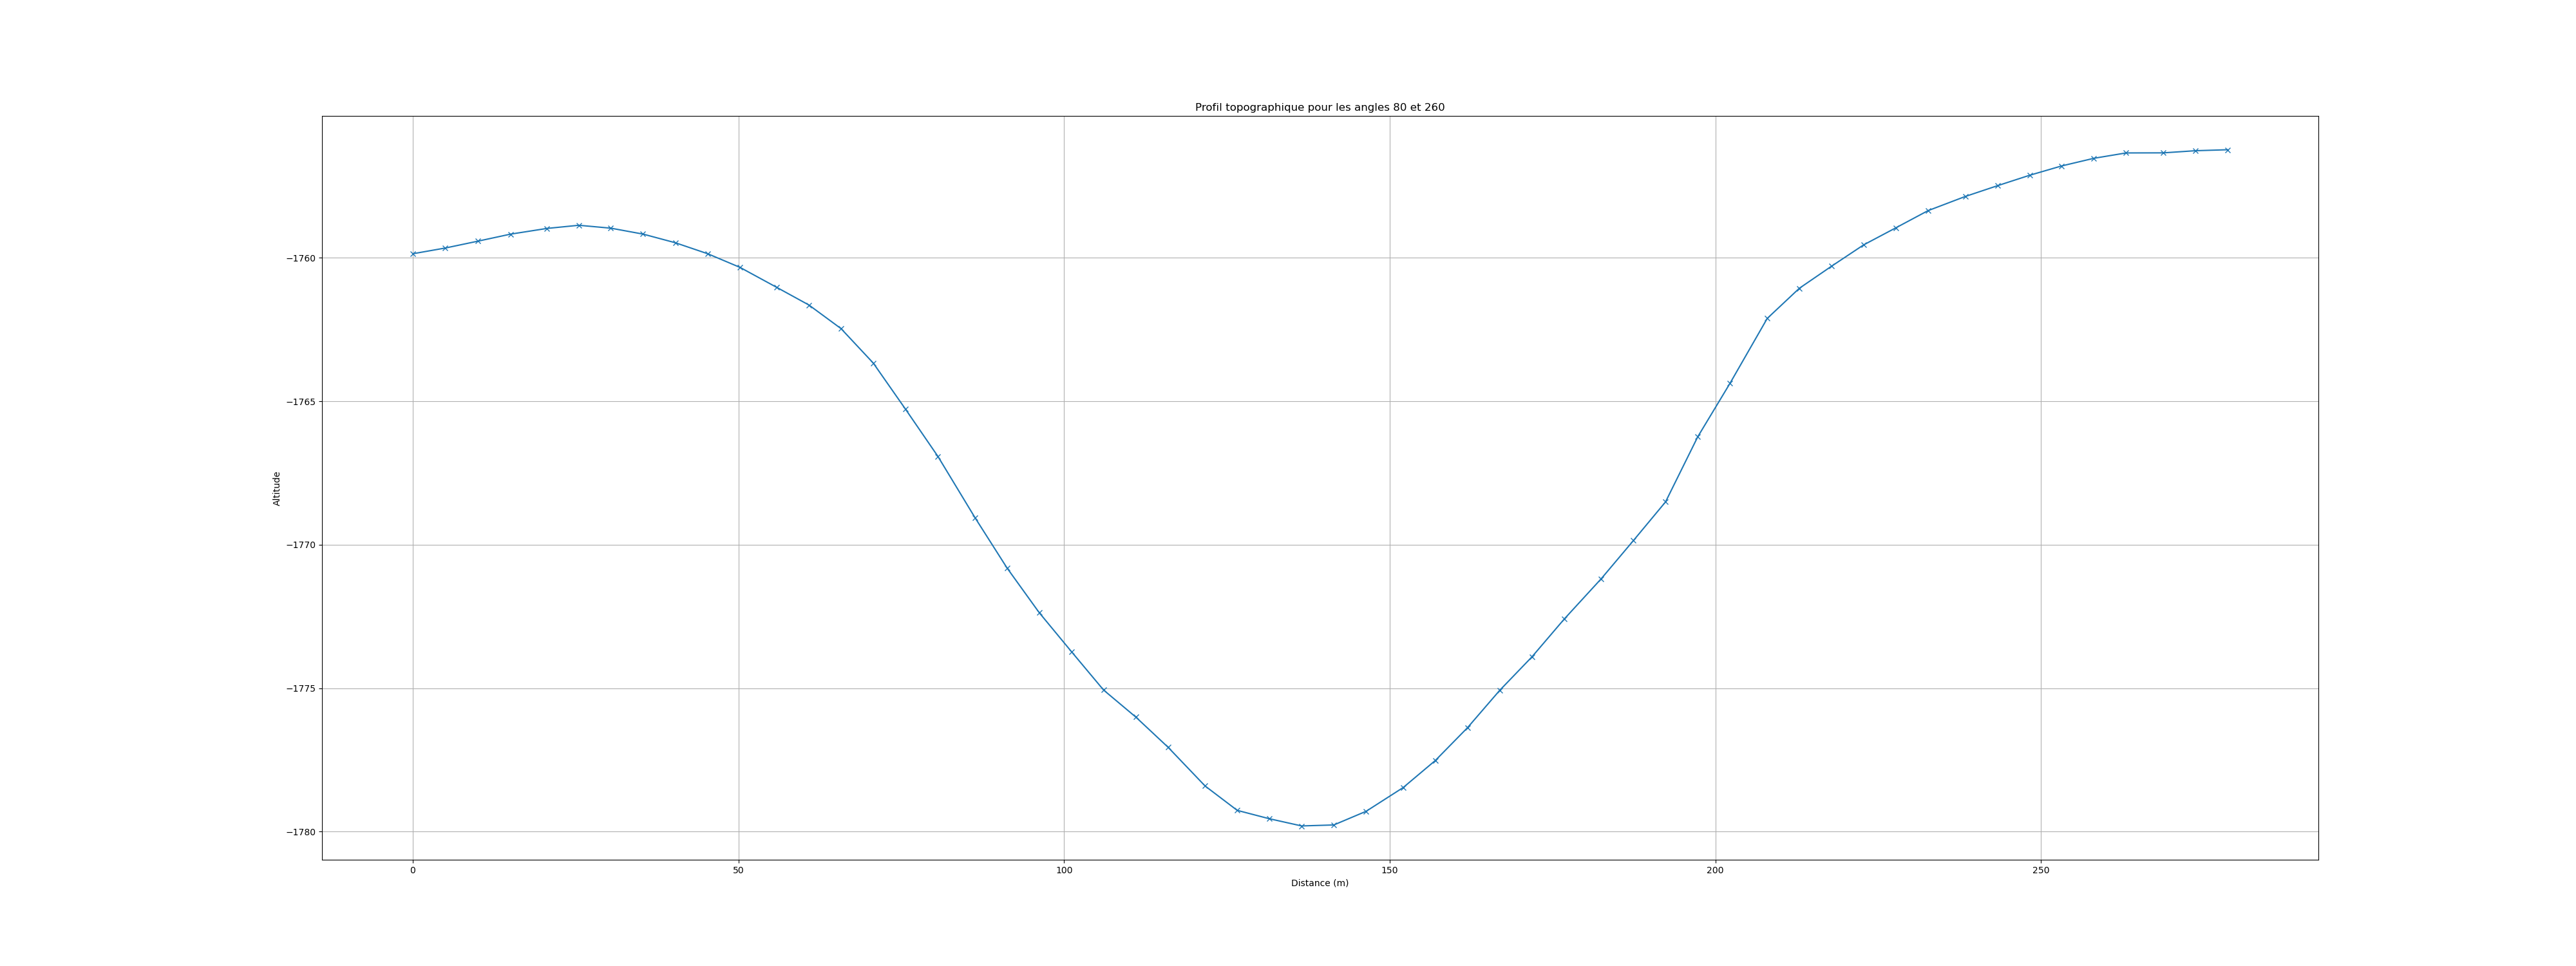 Profil topographique pour les angles 80 et 260
−1760
−1765
−1770
−1775
−1780
Altitude
0 50 100 150 200 250
Distance (m)